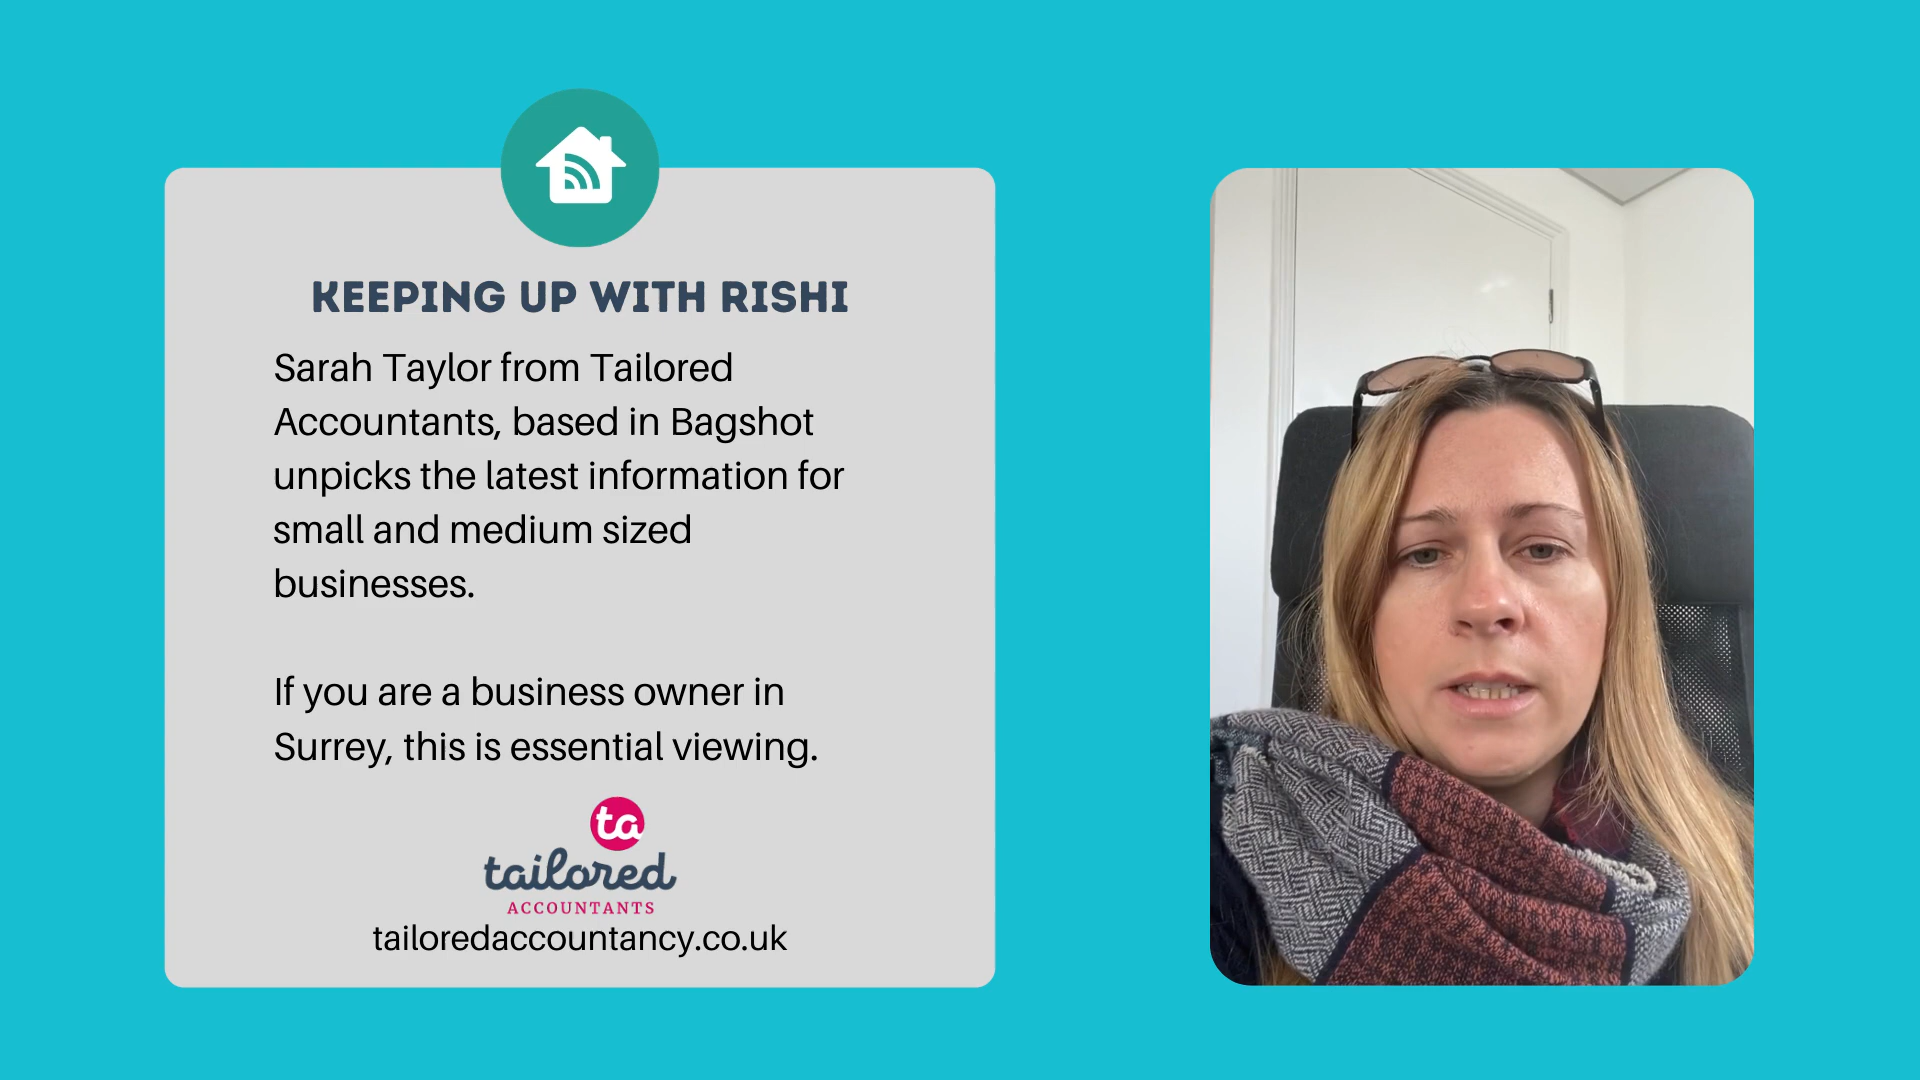 KEEPING UP WITH RISHI
Sarah Taylor from Tailored
Accountants, based in Bagshot
unpicks the latest information for
small and medium sized
businesses.
If you are a business owner in
Surrey, this is essential viewing.
ta
tailored
ACCOUNTANTS
tailoredaccountancy.co.uk